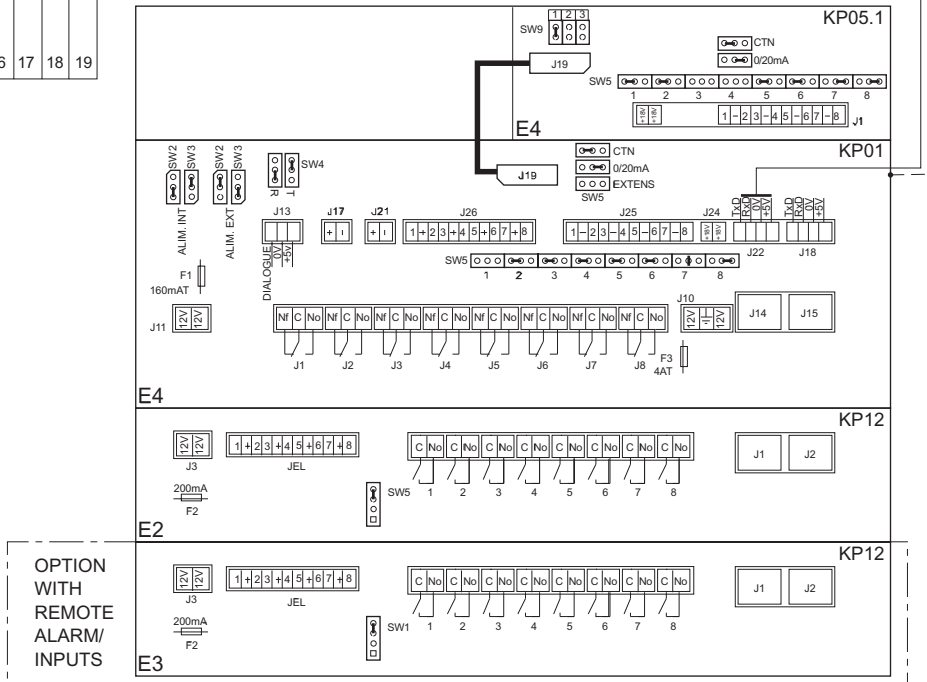 KP05.1
1 2 3
SW9
J19
CTN
0/20mA
SW5
1 2 3 4 5 6 7 8
+18V +18V
1 - 2 3 - 4 5 - 6 7 - 8
J1
E4
17 18 19
KP01
SW2 SW3 SW2 SW3
ALIM. INT
ALIM. EXT
R T
SW4
J19
CTN
0/20mA
EXTENS
SW5
TxD RxD 0V +5V
TxD RxD 0V +5V
J13 J17 J21 J26 J25 J24
+ - + -
1 + 2 3 + 4 5 + 6 7 + 8
1 - 2 3 - 4 5 - 6 7 - 8
+18V +18V
J22 J18
DIALOGUE 0V +5v
SW5
1 2 3 4 5 6 7 8
F1
160mAT
J11
12V 12V
Nf C No Nf C No Nf C No Nf C No Nf C No Nf C No Nf C No Nf C No
J1 J2 J3 J4 J5 J6 J7 J8
J10
12V 12V
J14 J15
F3
4AT
E4
KP12
12V 12V
J3
1 + 2 3 + 4 5 + 6 7 + 8
JEL
200mA
F2
SW5
C No C No C No C No C No C No C No C No
1 2 3 4 5 6 7 8
J1 J2
E2
KP12
OPTION
WITH
REMOTE
ALARM/
INPUTS
12V 12V
J3
1 + 2 3 + 4 5 + 6 7 + 8
JEL
200mA
F2
SW1
C No C No C No C No C No C No C No C No
1 2 3 4 5 6 7 8
J1 J2
E3